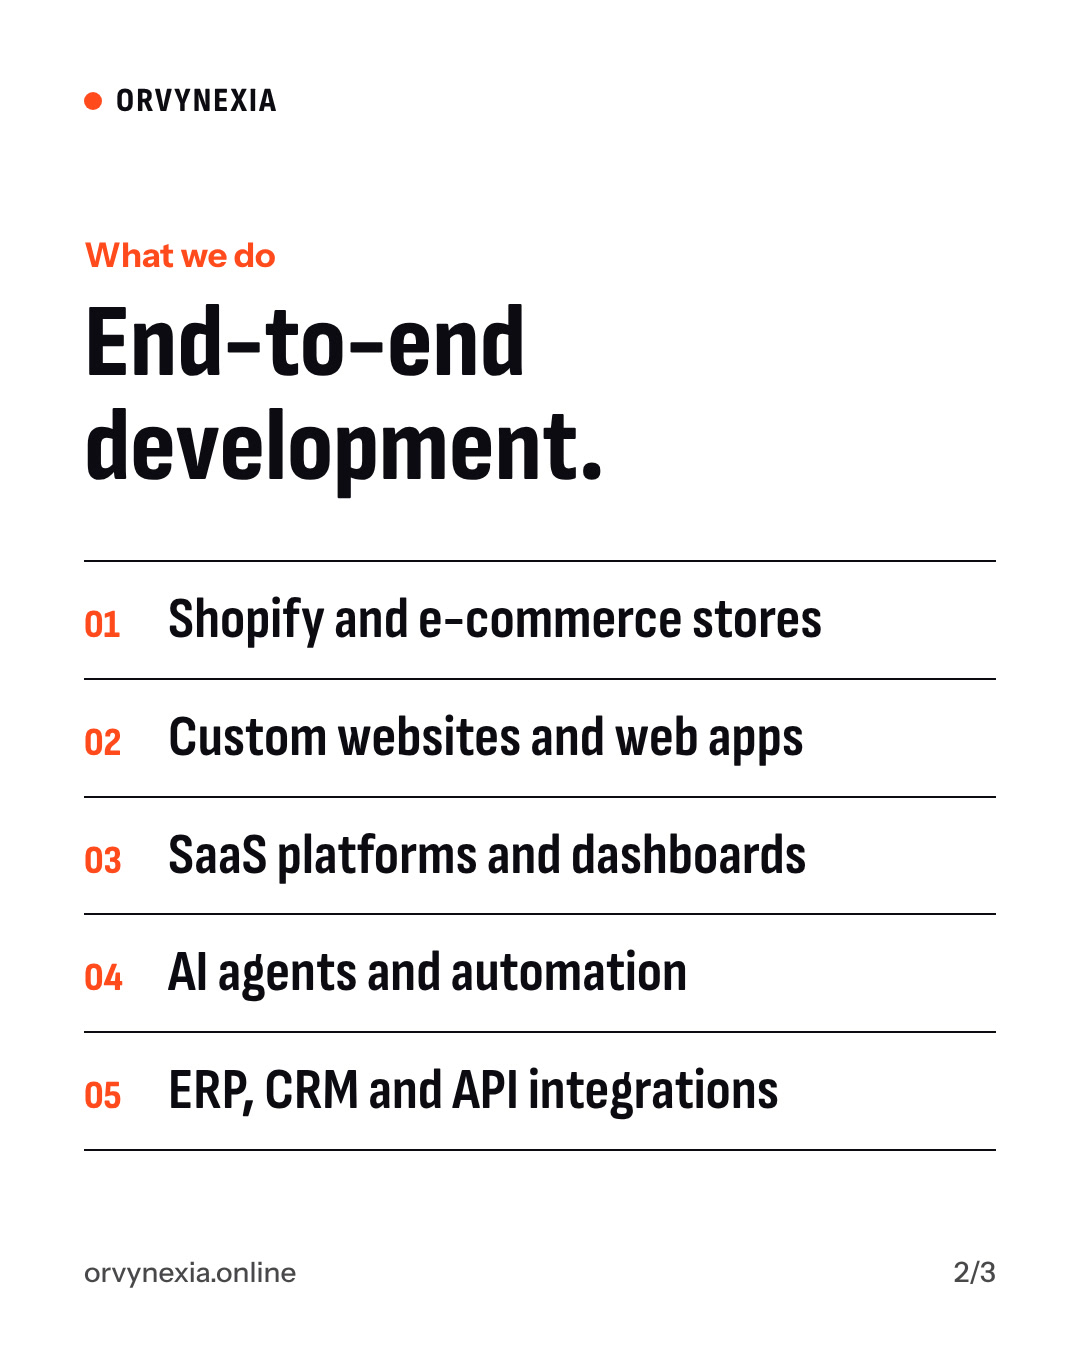 ORVYNEXIA
What we do
End-to-end
development.
01 Shopify and e-commerce stores
02 Custom websites and web apps
03 SaaS platforms and dashboards
04 AI agents and automation
05 ERP, CRM and API integrations
orvynexia.online 2/3